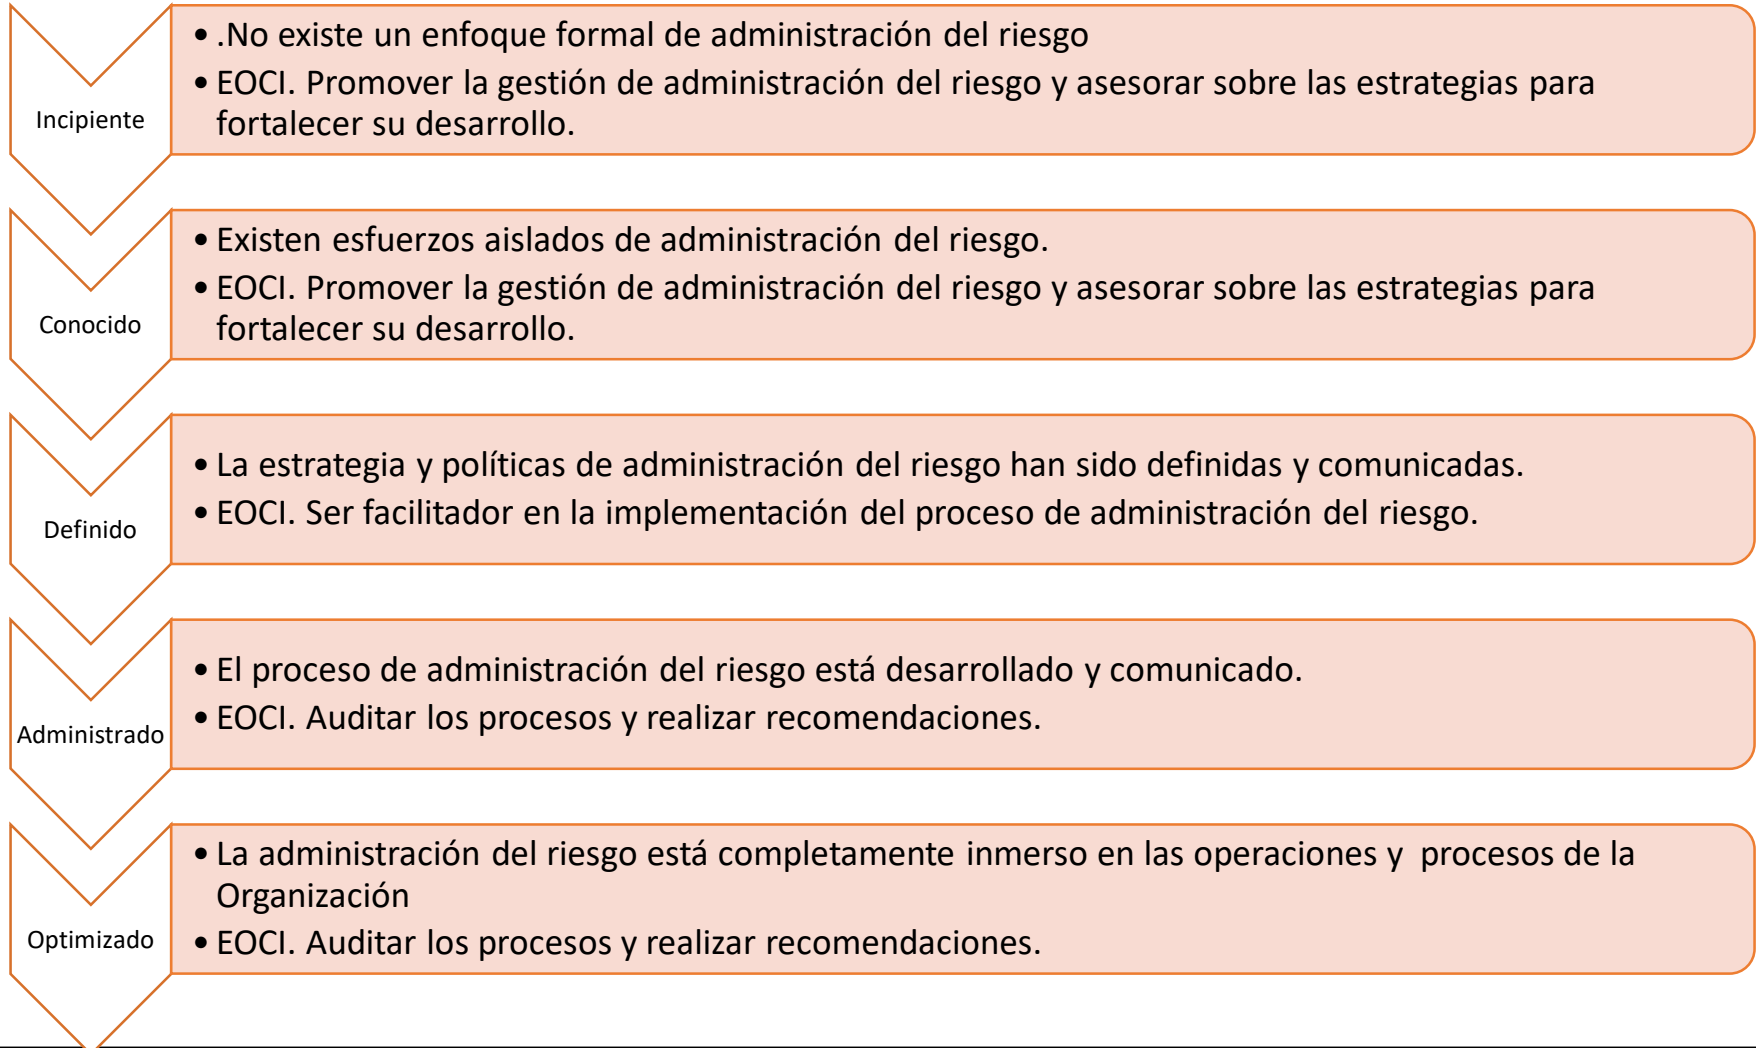 Incipiente
• .No existe un enfoque formal de administración del riesgo
• EOCI. Promover la gestión de administración del riesgo y asesorar sobre las estrategias para
fortalecer su desarrollo.
Conocido
• Existen esfuerzos aislados de administración del riesgo.
• EOCI. Promover la gestión de administración del riesgo y asesorar sobre las estrategias para
fortalecer su desarrollo.
Definido
• La estrategia y políticas de administración del riesgo han sido definidas y comunicadas.
• EOCI. Ser facilitador en la implementación del proceso de administración del riesgo.
Administrado
• El proceso de administración del riesgo está desarrollado y comunicado.
• EOCI. Auditar los procesos y realizar recomendaciones.
Optimizado
• La administración del riesgo está completamente inmerso en las operaciones y  procesos de la
Organización
• EOCI. Auditar los procesos y realizar recomendaciones.